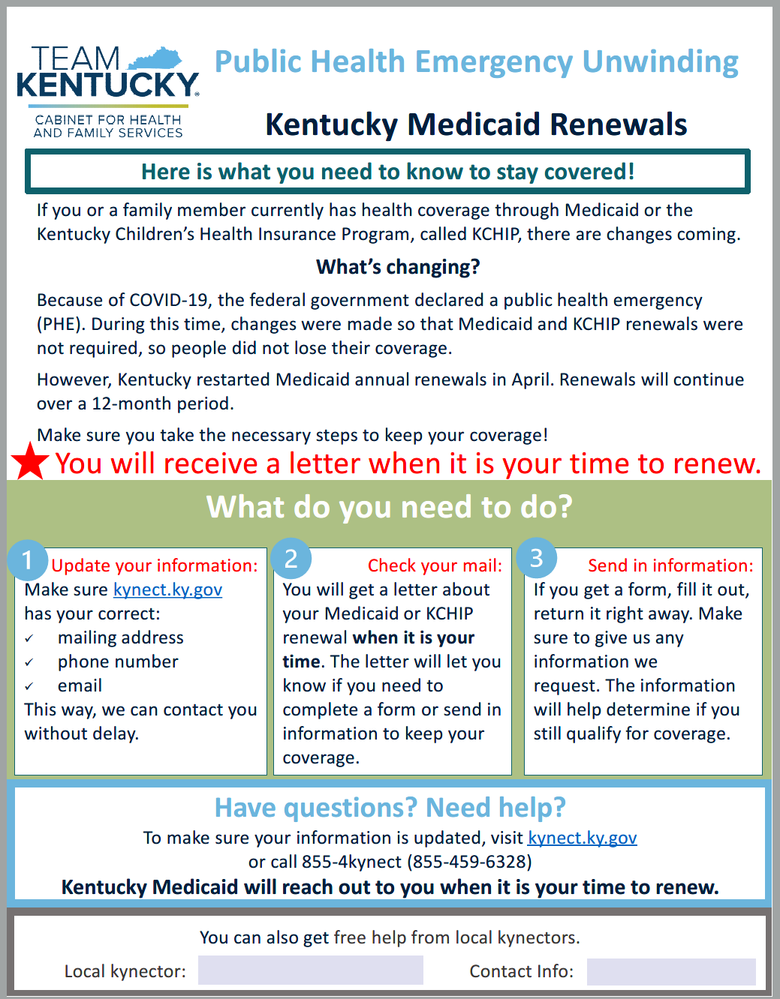 TEAM
KENTUCKY®
CABINET FOR HEALTH
AND FAMILY SERVICES
Public Health Emergency Unwinding
Kentucky Medicaid Renewals
Here is what you need to know to stay covered!
If you or a family member currently has health coverage through Medicaid or the
Kentucky Children’s Health Insurance Program, called KCHIP, there are changes coming.
What’s changing?
Because of COVID-19, the federal government declared a public health emergency
(PHE). During this time, changes were made so that Medicaid and KCHIP renewals were
not required, so people did not lose their coverage.
However, Kentucky restarted Medicaid annual renewals in April. Renewals will continue
over a 12-month period.
Make sure you take the necessary steps to keep your coverage!
You will receive a letter when it is your time to renew.
What do you need to do?
1 Update your information:
Make sure kynect.ky.gov
has your correct:
✓ mailing address
✓ phone number
✓ email
This way, we can contact you
without delay.
2 Check your mail:
You will get a letter about
your Medicaid or KCHIP
renewal when it is your
time. The letter will let you
know if you need to
complete a form or send in
information to keep your
coverage.
3 Send in information:
If you get a form, fill it out,
return it right away. Make
sure to give us any
information we
request. The information
will help determine if you
still qualify for coverage.
Have questions? Need help?
To make sure your information is updated, visit kynect.ky.gov
or call 855-4kynect (855-459-6328)
Kentucky Medicaid will reach out to you when it is your time to renew.
You can also get free help from local kynectors.
Local kynector: Contact Info: